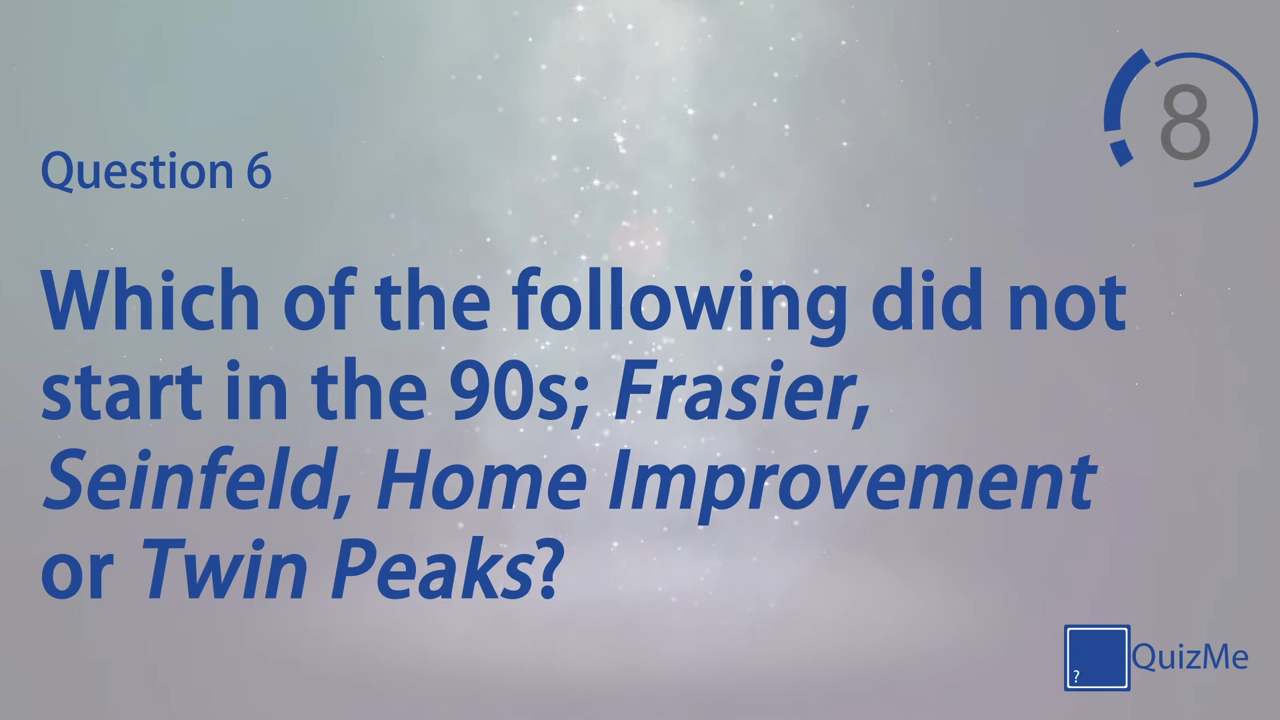 8
Question 6
Which of the following did not
start in the 90s; Frasier,
Seinfeld, Home Improvement
or Twin Peaks?
?
QuizMe